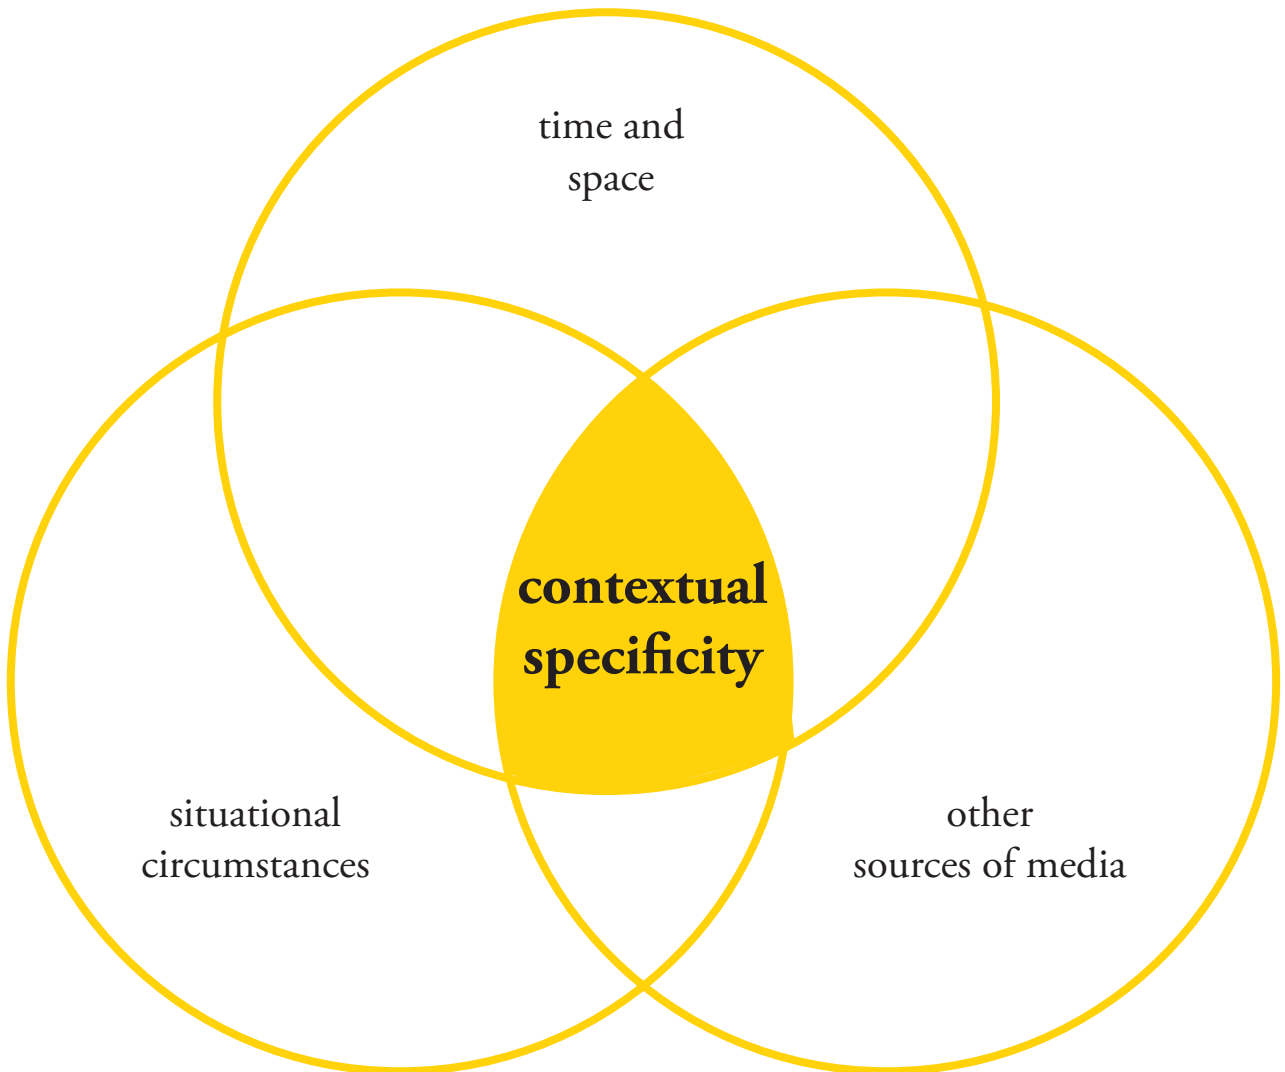 time and
space
contextual
specificity
situational
circumstances
other
sources of media